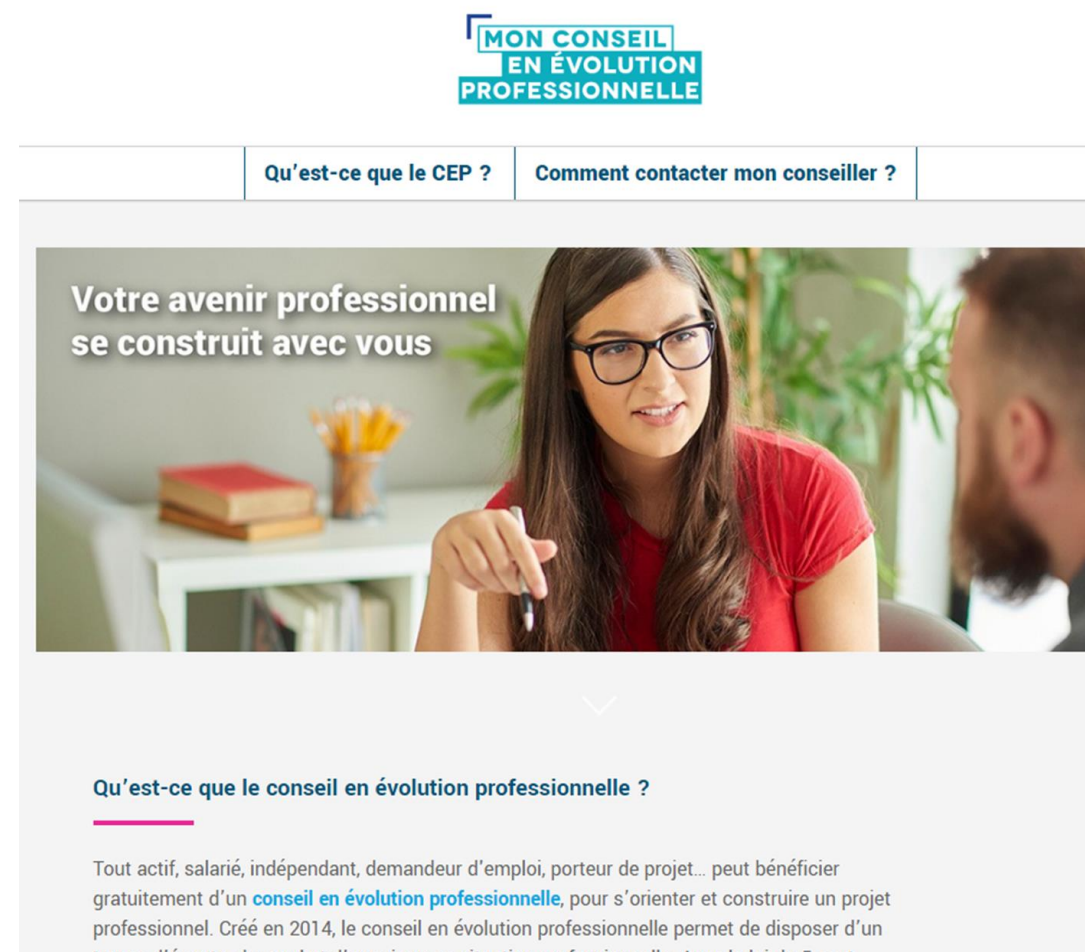 MON CONSEIL
EN ÉVOLUTION
PROFESSIONNELLE
Qu'est-ce que le CEP ?
Comment contacter mon conseiller ?
Votre avenir professionnel
se construit avec vous
Qu'est-ce que le conseil en évolution professionnelle ?
Tout actif, salarié, indépendant, demandeur d'emploi, porteur de projet… peut bénéficier
gratuitement d'un conseil en évolution professionnelle, pour s'orienter et construire un projet
professionnel. Créé en 2014, le conseil en évolution professionnelle permet de disposer d'un